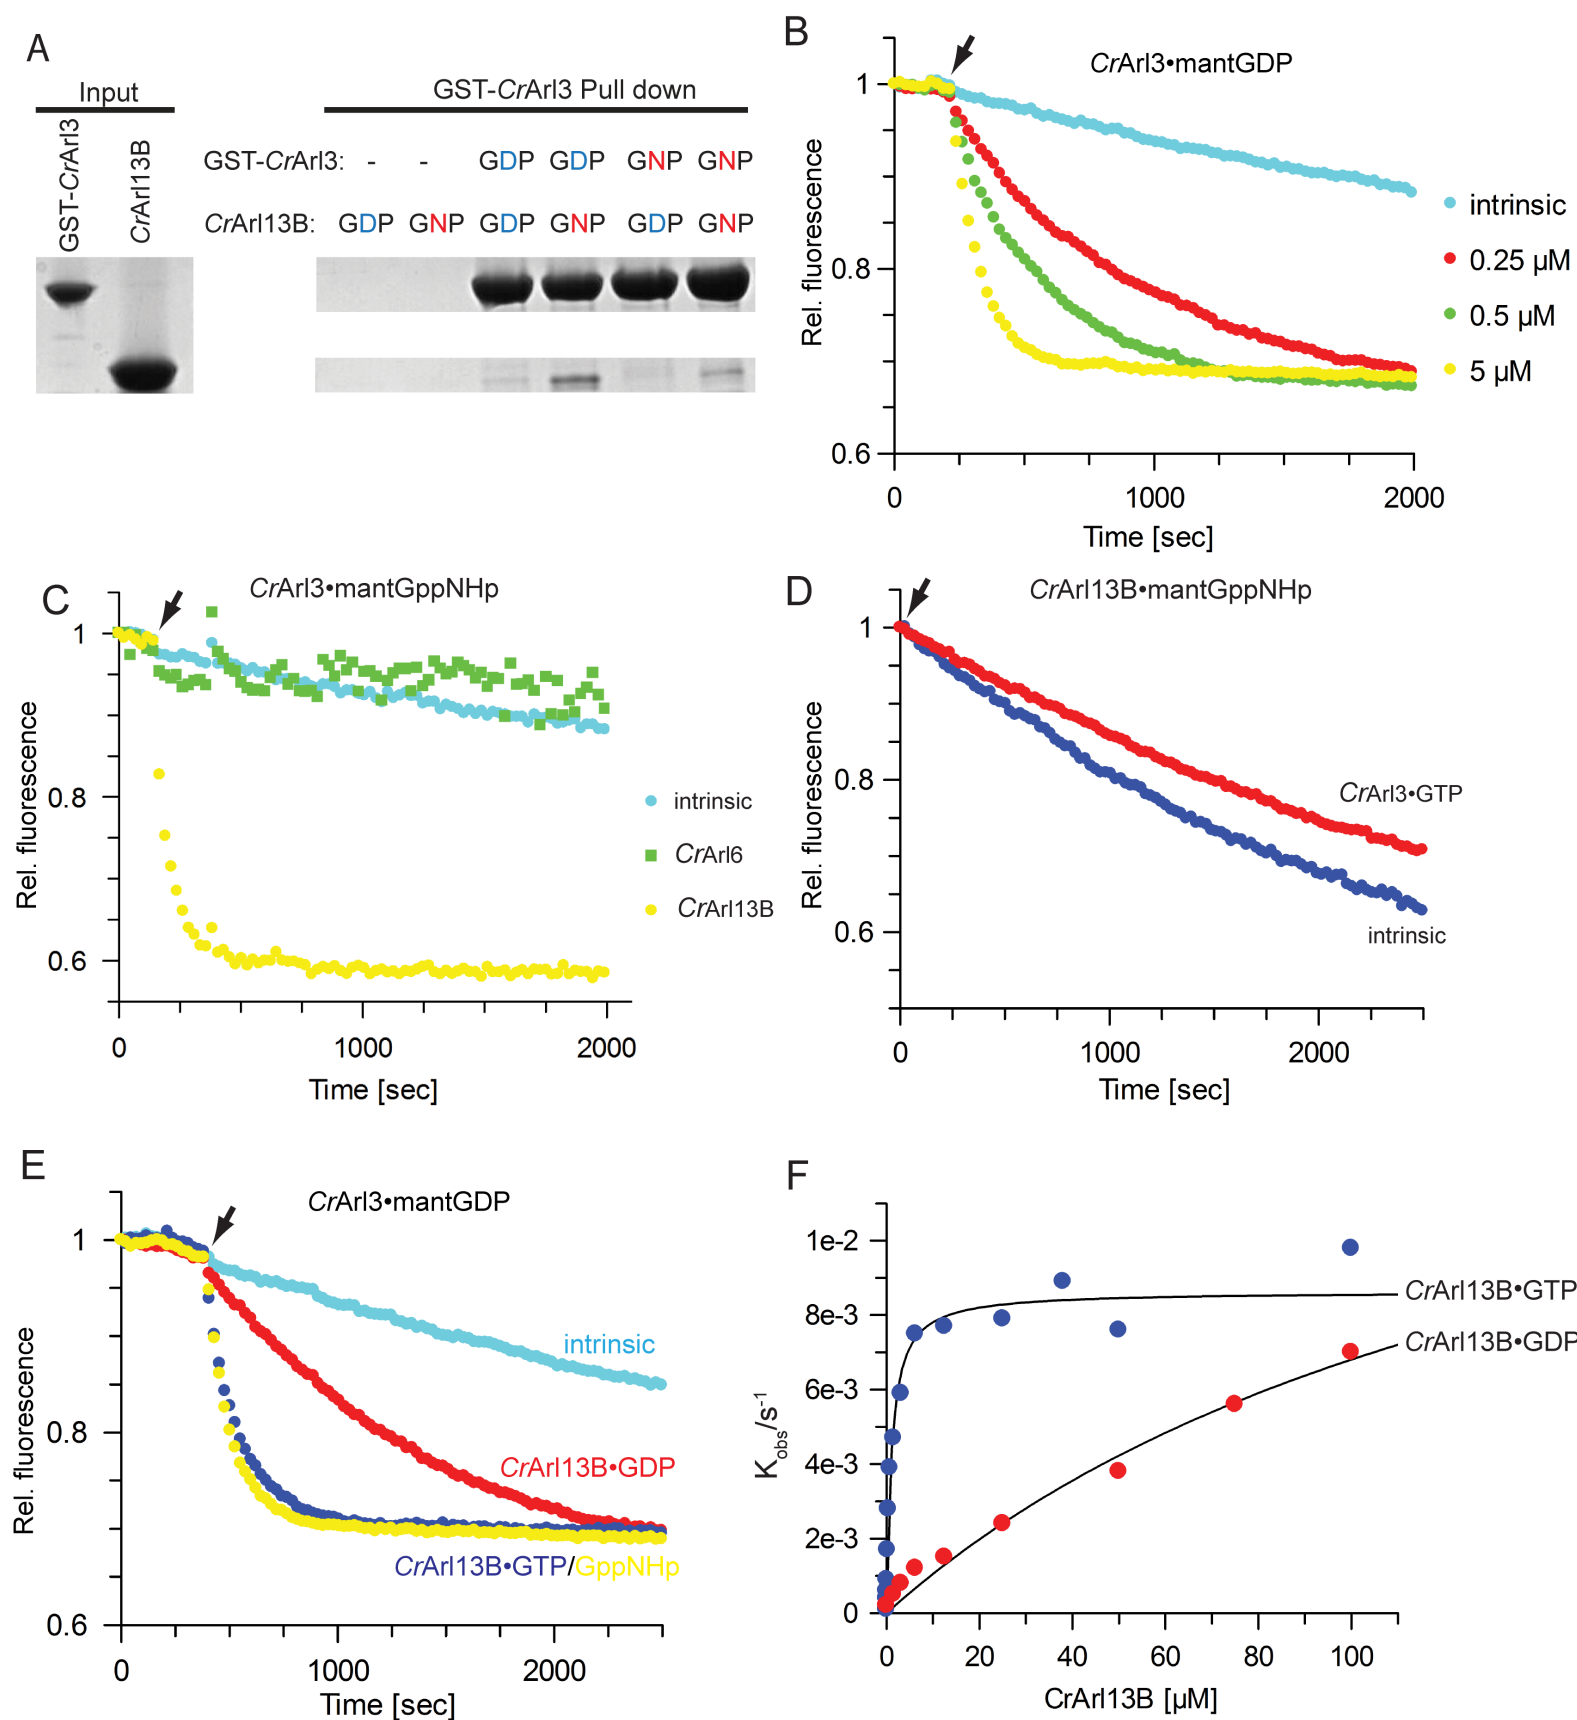 A
Input
GST-CrArl3 Pull down
GST-CrArl3
CrArl13B
GST-CrArl3: - - GDP GDP GNP GNP
CrArl13B: GDP GNP GDP GNP GDP GNP
B
CrArl3•mantGDP
Rel. fluorescence
1
0.8
0.6
0 1000 2000
Time [sec]
intrinsic
0.25 µM
0.5 µM
5 µM
C
CrArl3•mantGppNHp
Rel. fluorescence
1
0.8
0.6
0 1000 2000
Time [sec]
intrinsic
CrArl6
CrArl13B
D
CrArl13B•mantGppNHp
Rel. fluorescence
1
0.8
0.6
0 1000 2000
Time [sec]
CrArl3•GTP
intrinsic
E
CrArl3•mantGDP
Rel. fluorescence
1
0.8
0.6
0 1000 2000
Time [sec]
intrinsic
CrArl13B•GDP
CrArl13B•GTP/GppNHp
F
Kobs/s-1
1e-2
8e-3
6e-3
4e-3
2e-3
0
0 20 40 60 80 100
CrArl13B [µM]
CrArl13B•GTP
CrArl13B•GDP